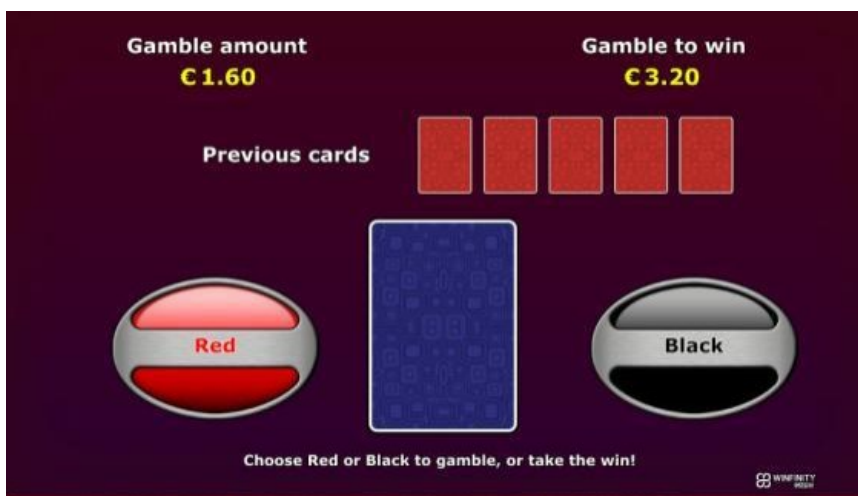 Gamble amount
Gamble to win
€1.60
€3.20
Previous cards
Red
Black
Choose Red or Black to gamble, or take the win!
WINFINITY